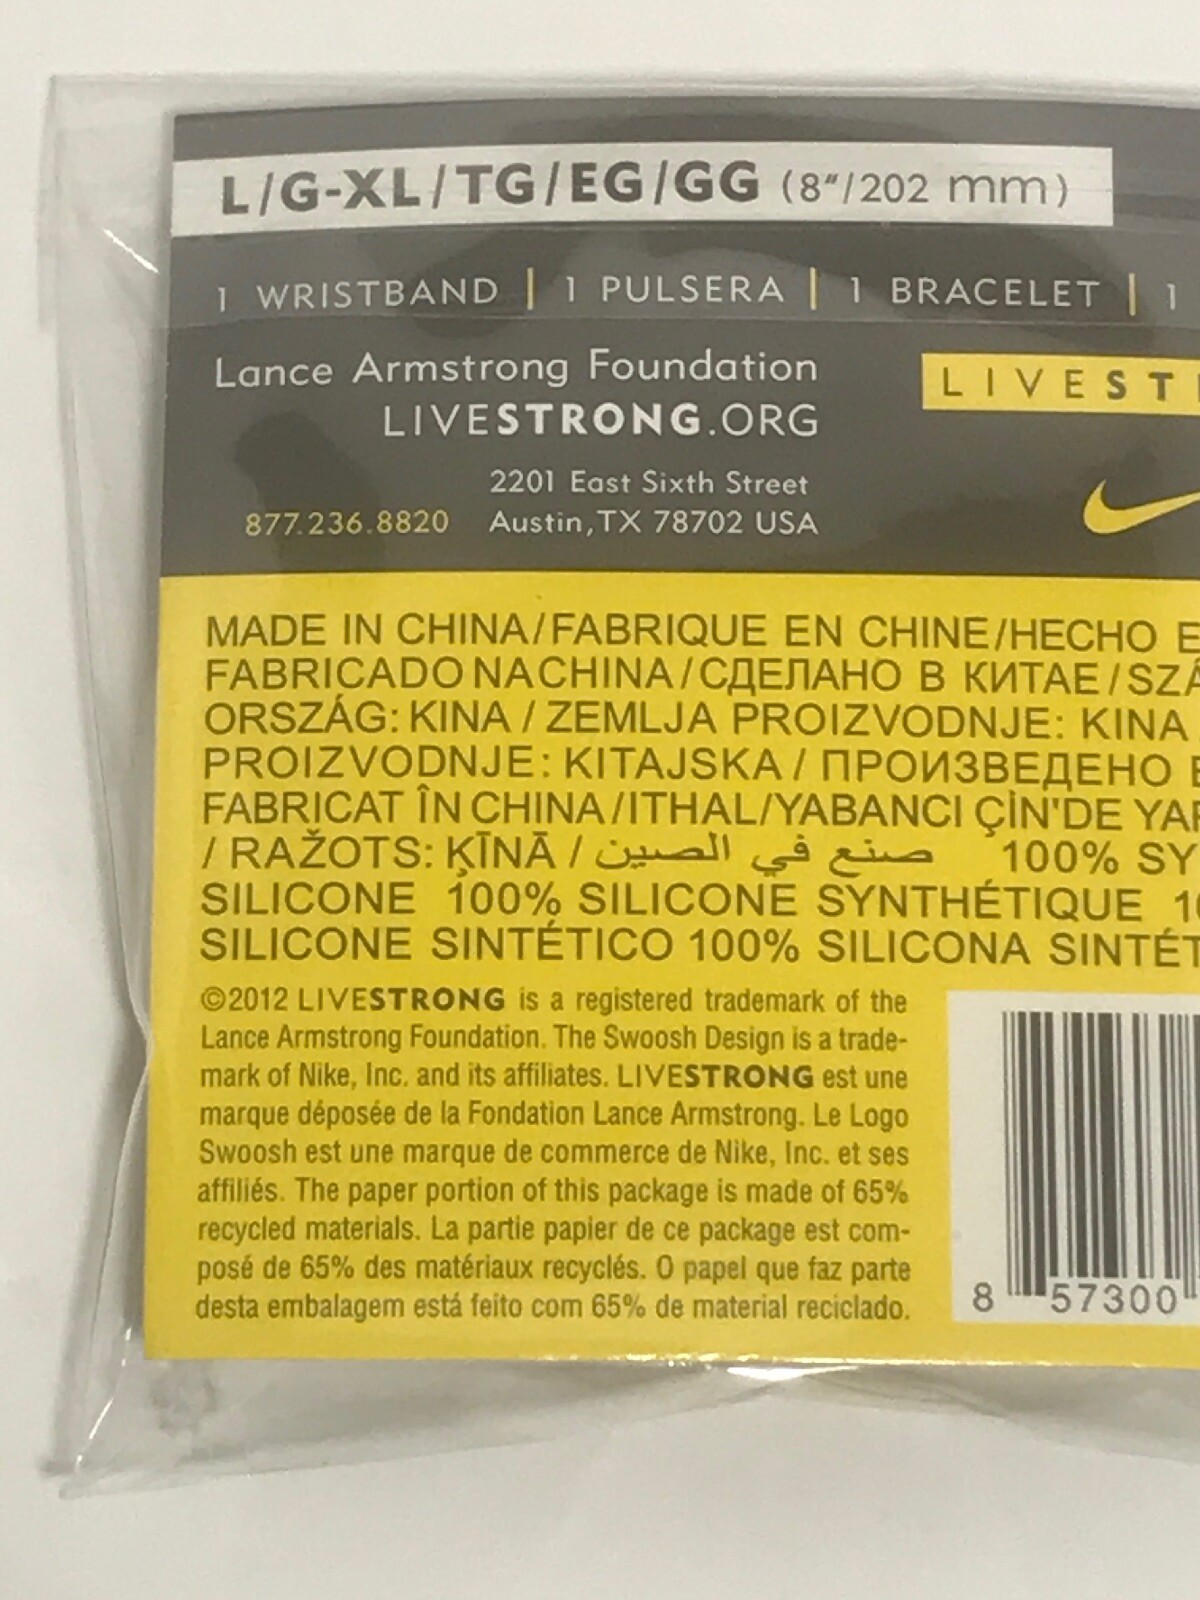 L/G-XL/TG/EG/GG (8"/202 mm)
1 WRISTBAND | 1 PULSERA | 1 BRACELET | 1
Lance Armstrong Foundation
LIVESTRONG.ORG
LIVEST
2201 East Sixth Street
877.236.8820 Austin, TX 78702 USA
MADE IN CHINA/FABRIQUE EN CHINE/HECHO
FABRICADO NA CHINA/СДЕЛАНО В КИТАЕ/SZÁ
ORSZÁG: KINA / ZEMLJA PROIZVODNJE: KINA
PROIZVODNJE: KITAJSKA / ПРОИЗВЕДЕНО
FABRICAT ÎN CHINA/ITHAL/YABANCI ÇİN'DE
/ RAŽOTS: ĶĪNĀ / صنع في الصين 100% SY
SILICONE 100% SILICONE SYNTHÉTIQUE
SILICONE SINTÉTICO 100% SILICONA SINTÉT
©2012 LIVESTRONG is a registered trademark of the
Lance Armstrong Foundation. The Swoosh Design is a trade-
mark of Nike, Inc. and its affiliates. LIVESTRONG est une
marque déposée de la Fondation Lance Armstrong. Le Logo
Swoosh est une marque de commerce de Nike, Inc. et ses
affiliés. The paper portion of this package is made of 65%
recycled materials. La partie papier de ce package est com-
posé de 65% des matériaux recyclés. O papel que faz parte
desta embalagem está feito com 65% de material reciclado.
8 57300